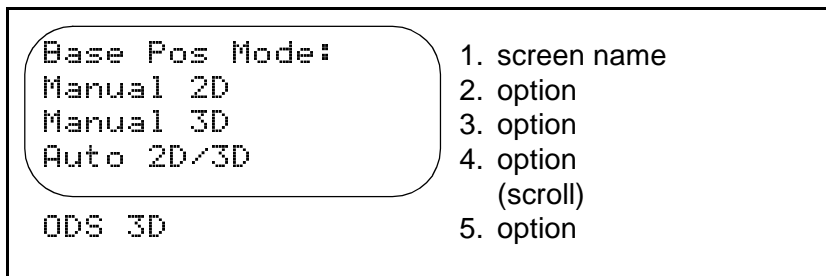 Base Pos Mode: 1. screen name
Manual 2D 2. option
Manual 3D 3. option
Auto 2D/3D 4. option
(scroll)
ODS 3D 5. option